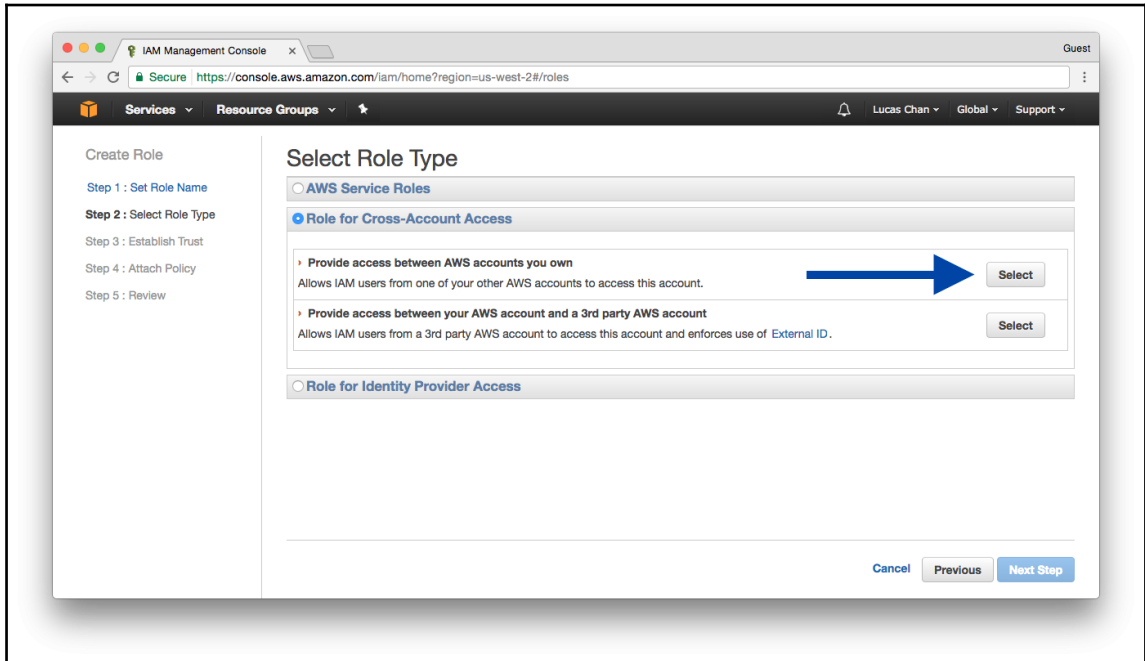 IAM Management Console
Guest
Secure https://console.aws.amazon.com/iam/home?region=us-west-2#/roles
Services Resource Groups Lucas Chan Global Support
Create Role
Step 1 : Set Role Name
Step 2 : Select Role Type
Step 3 : Establish Trust
Step 4 : Attach Policy
Step 5 : Review
Select Role Type
AWS Service Roles
Role for Cross-Account Access
Provide access between AWS accounts you own
Allows IAM users from one of your other AWS accounts to access this account.
Select
Provide access between your AWS account and a 3rd party AWS account
Allows IAM users from a 3rd party AWS account to access this account and enforces use of External ID.
Select
Role for Identity Provider Access
Cancel Previous Next Step